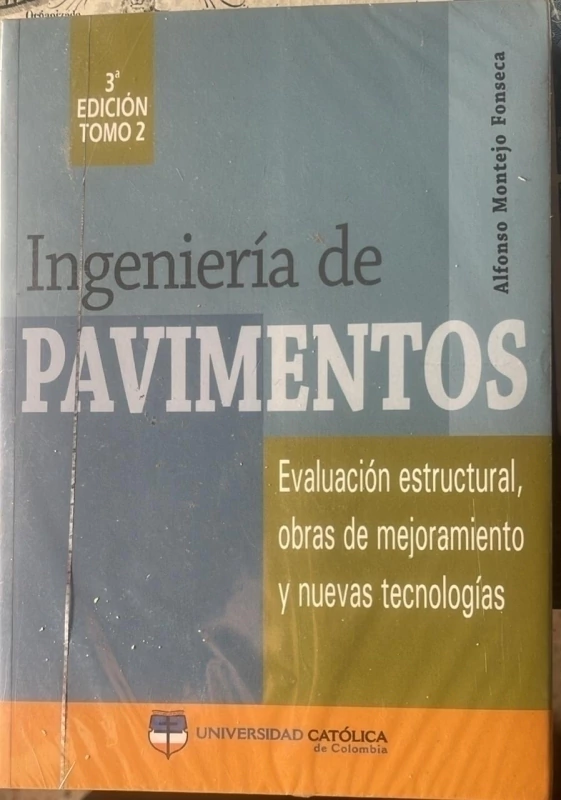 Organizado
3ª
EDICIÓN
TOMO 2
Alfonso Montejo Fonseca
Ingeniería de
PAVIMENTOS
Evaluación estructural,
obras de mejoramiento
y nuevas tecnologías
UNIVERSIDAD CATÓLICA
de Colombia